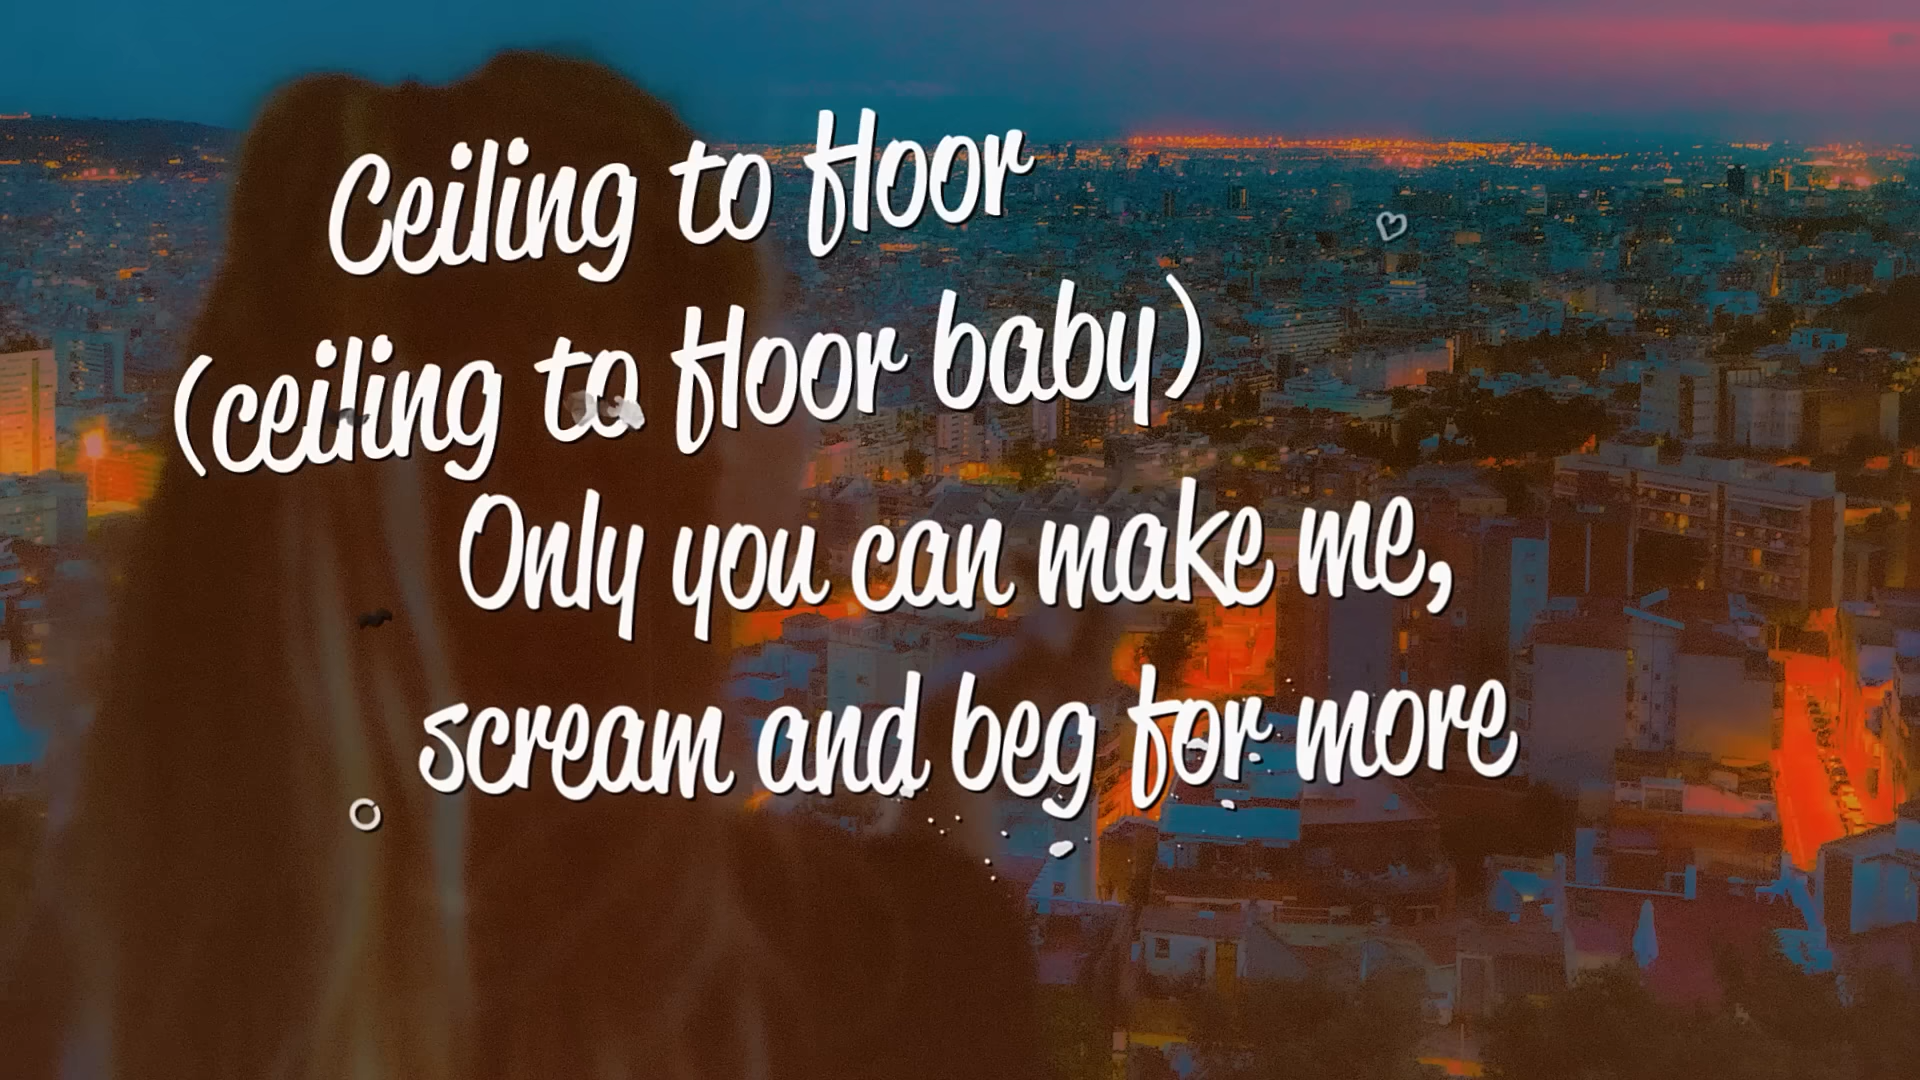 Ceiling to floor
(ceiling to floor baby)
Only you can make me,
scream and beg for more